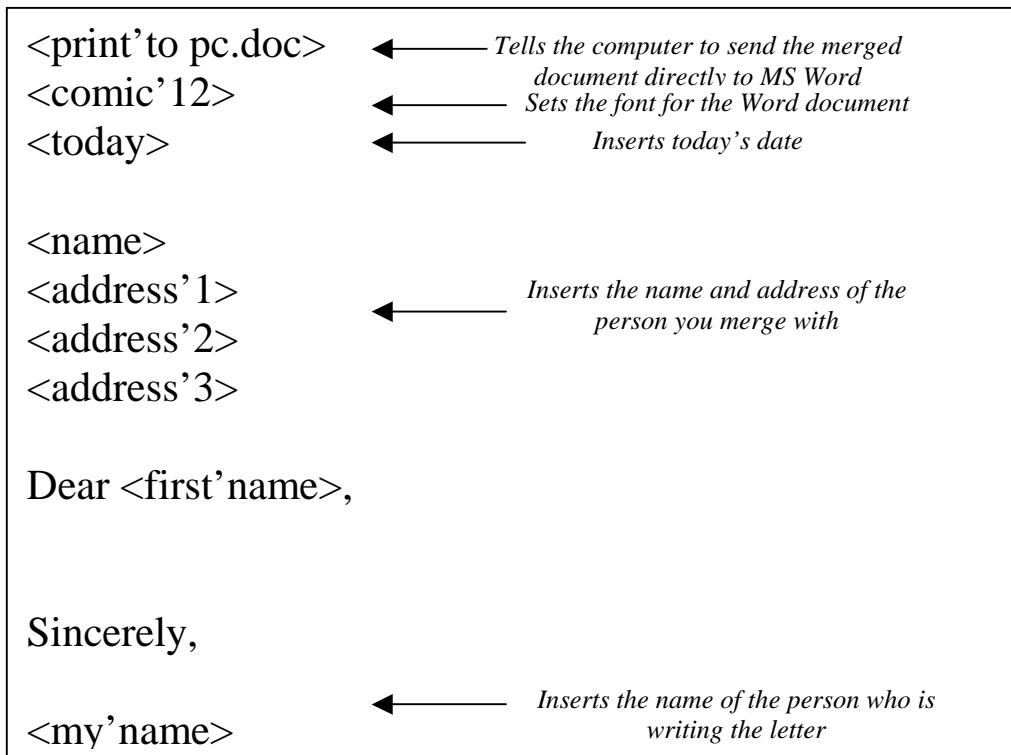 <print’to pc.doc>
Tells the computer to send the merged
document directly to MS Word
<comic’12>
Sets the font for the Word document
<today>
Inserts today’s date
<name>
<address’1>
<address’2>
<address’3>
Inserts the name and address of the
person you merge with
Dear <first’name>,
Sincerely,
<my’name>
Inserts the name of the person who is
writing the letter